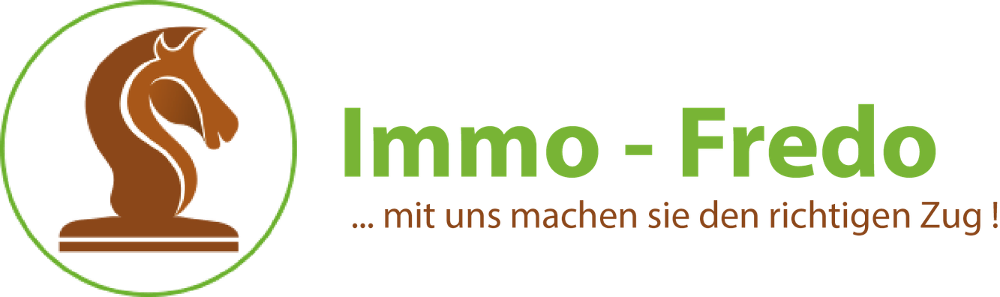 Immo - Fredo
... mit uns machen sie den richtigen Zug !